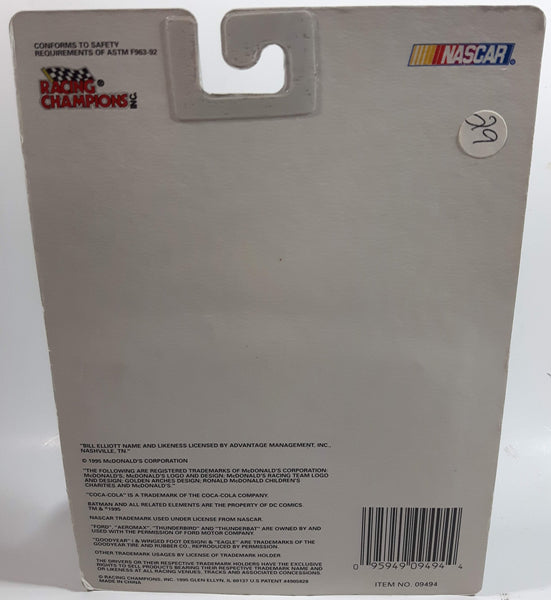 CONFORMS TO SAFETY
REQUIREMENTS OF ASTM F963-92
RACING®
CHAMPIONS INC.
NASCAR®
"BILL ELLIOTT NAME AND LIKENESS LICENSED BY ADVANTAGE MANAGEMENT, INC.,
NASHVILLE, TN."
© 1995 McDONALD'S CORPORATION
"THE FOLLOWING ARE REGISTERED TRADEMARKS OF McDONALD'S CORPORATION:
McDONALD'S; McDONALD'S LOGO AND DESIGN; McDONALD'S RACING TEAM LOGO
AND DESIGN; GOLDEN ARCHES DESIGN; RONALD McDONALD CHILDREN'S
CHARITIES AND McDONALD'S."
"COCA-COLA" IS A TRADEMARK OF THE COCA-COLA COMPANY.
BATMAN AND ALL RELATED ELEMENTS ARE THE PROPERTY OF DC COMICS
TM & ©1995
NASCAR TRADEMARK USED UNDER LICENSE FROM NASCAR.
"FORD", "AEROMAX", "THUNDERBIRD" AND "THUNDERBAT" ARE OWNED BY AND
USED WITH THE PERMISSION OF FORD MOTOR COMPANY.
"GOODYEAR" (& WINGED FOOT DESIGN) & "EAGLE" ARE TRADEMARKS OF THE
GOODYEAR TIRE AND RUBBER CO., REPRODUCED BY PERMISSION.
OTHER TRADEMARK USAGES BY LICENSE OF TRADEMARK HOLDER
THE DRIVERS OR THEIR RESPECTIVE TRADEMARK HOLDERS HAVE THE EXCLUSIVE
RIGHTS TO SELL PRODUCTS BEARING THEIR RESPECTIVE TRADEMARK NAME AND
OR LIKENESS AT ALL RACING VENUES, TRACKS AND ASSOCIATED CONCESSIONS.
© RACING CHAMPIONS, INC. 1995 GLEN ELLYN, IL 60137 U.S PATENT #4985828
MADE IN CHINA
0 95949 09494 4
ITEM NO. 09494